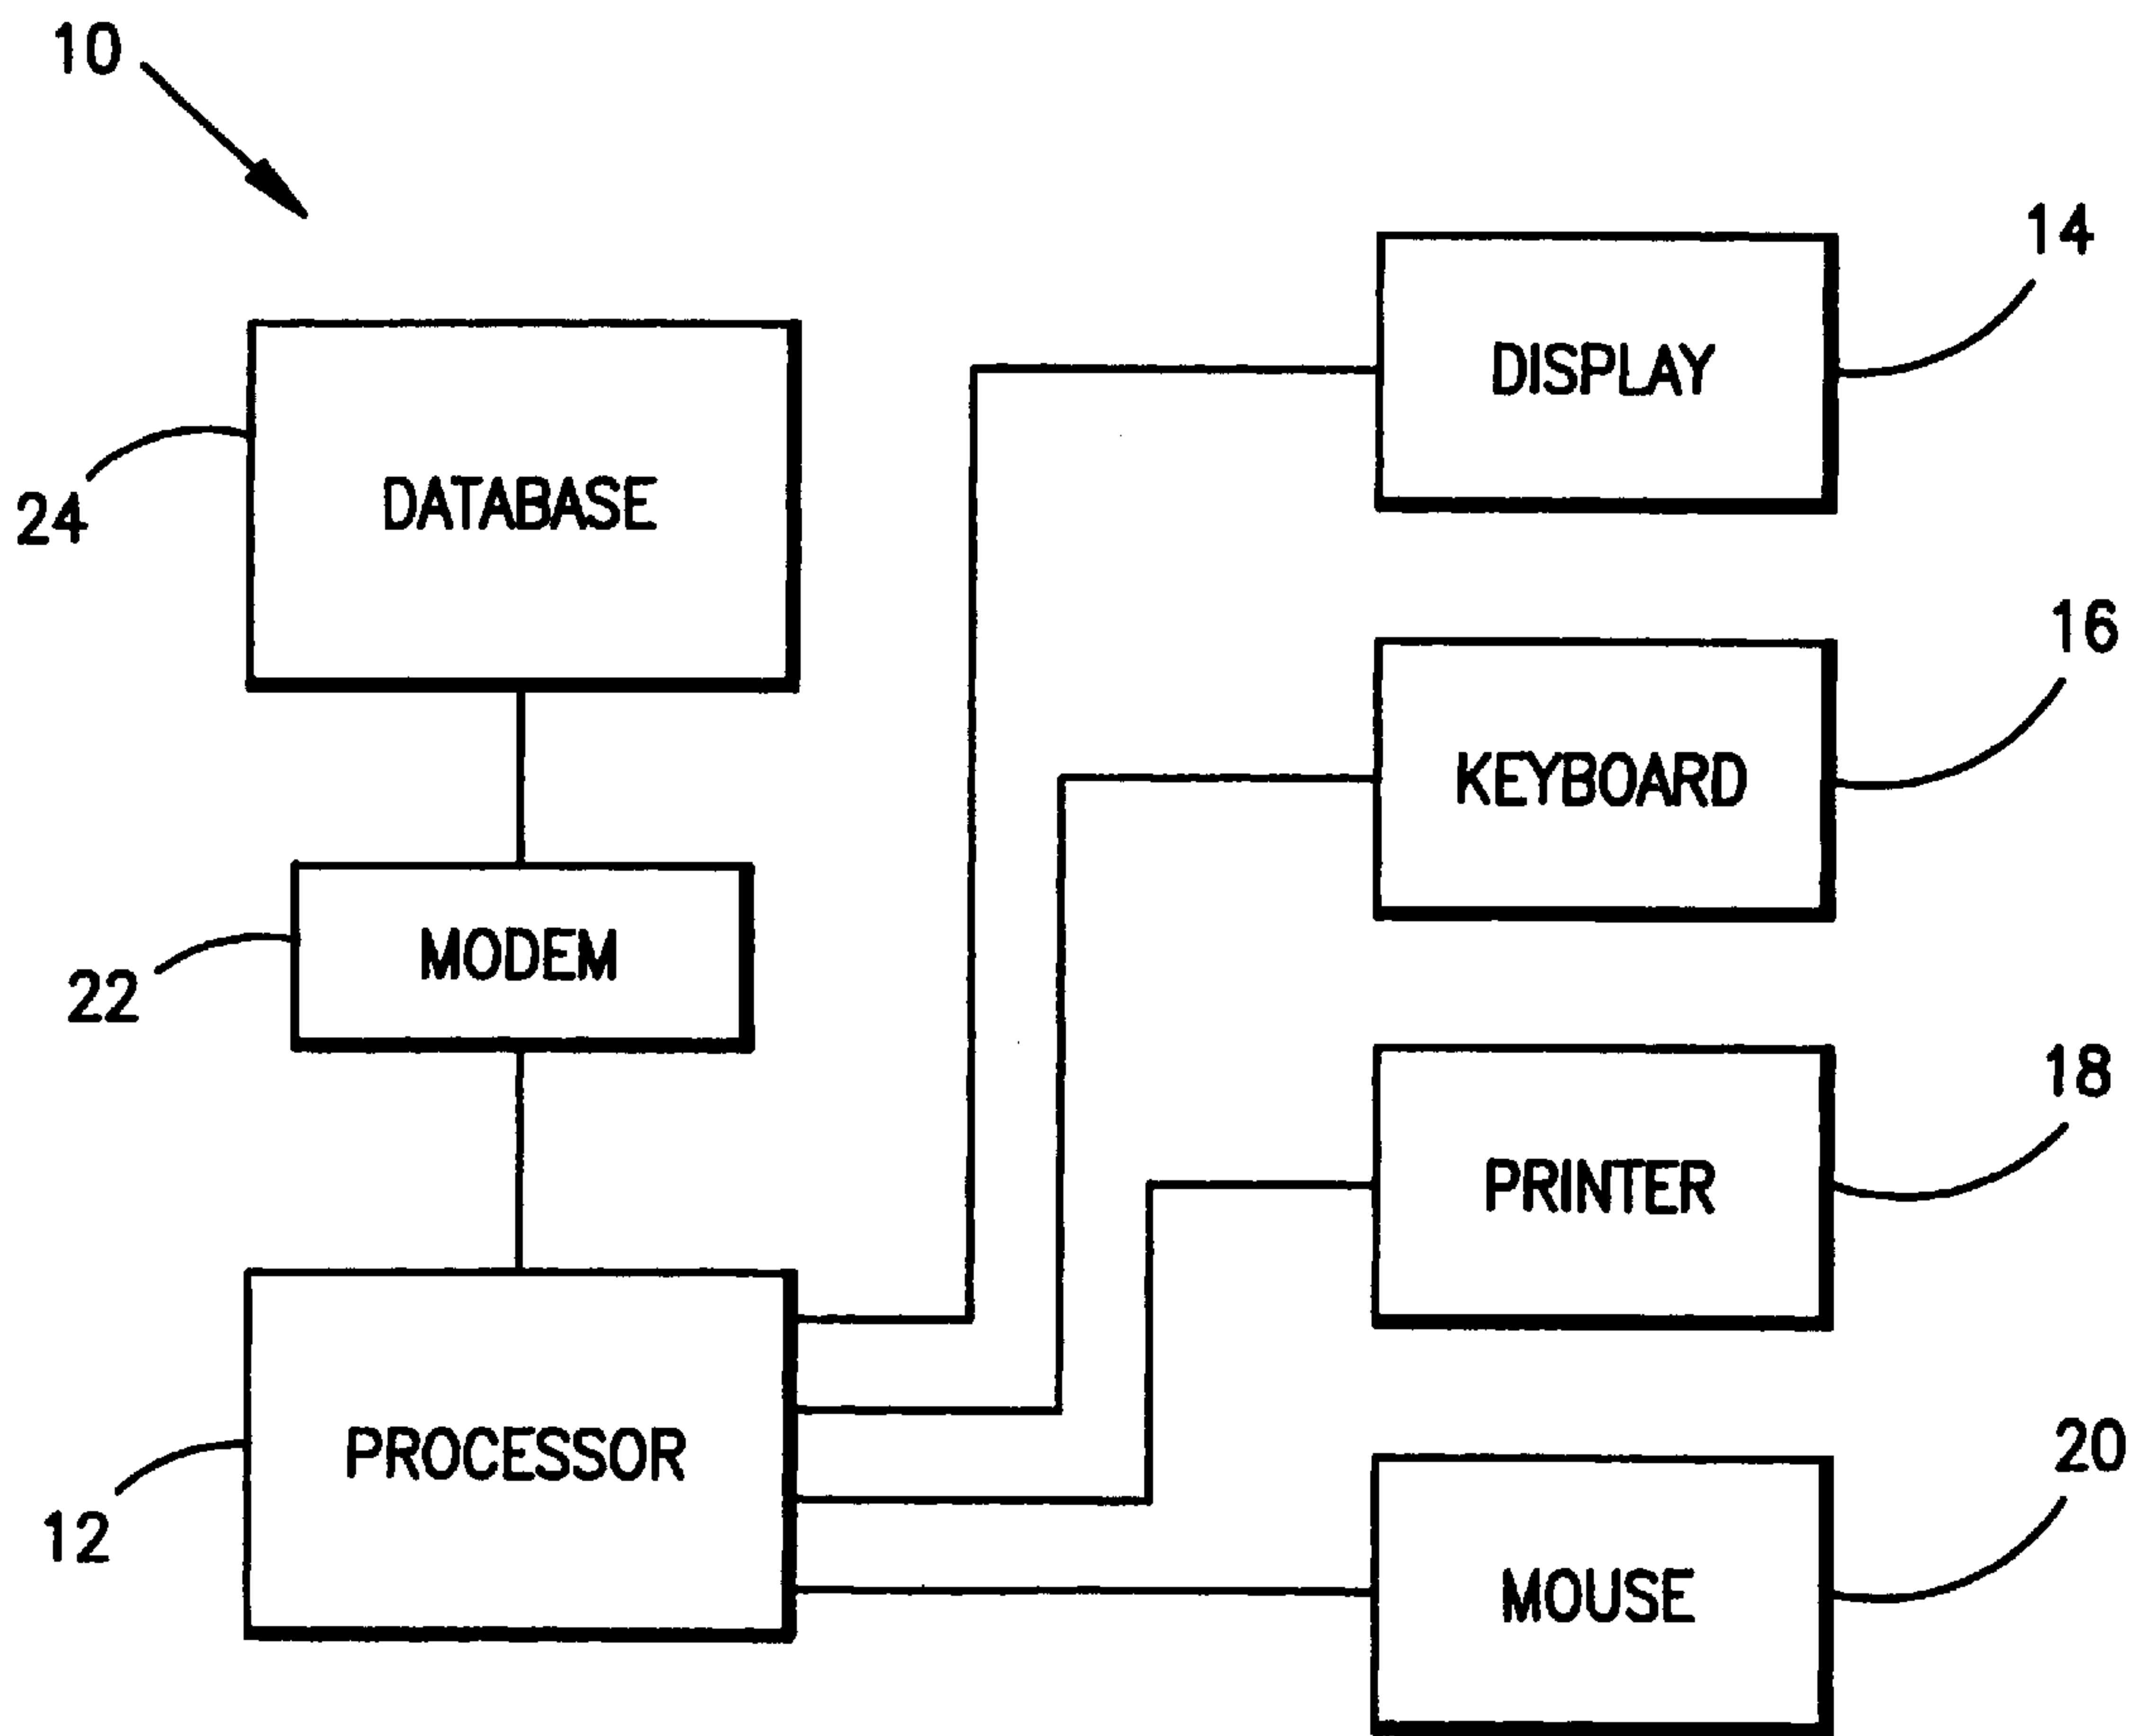 10
14
DISPLAY
DATABASE
24
16
KEYBOARD
MODEM
22
18
PRINTER
PROCESSOR
12
20
MOUSE